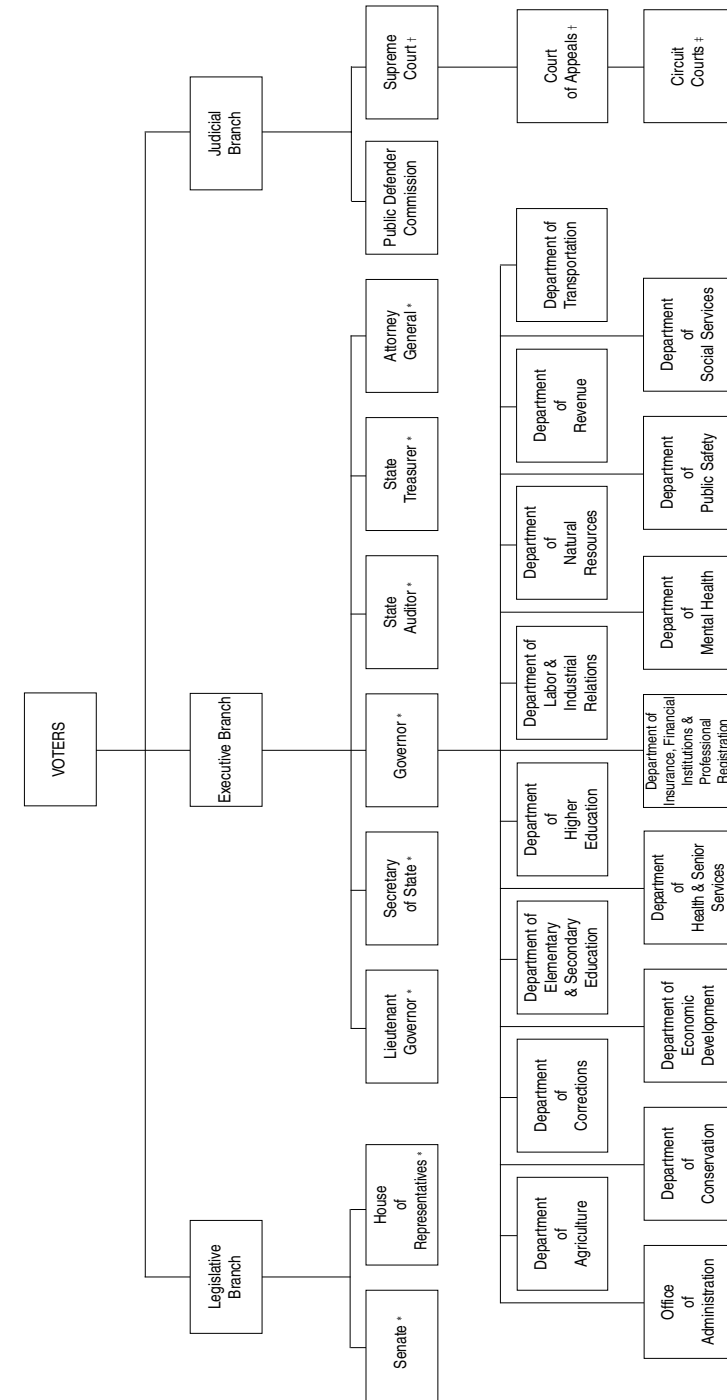 VOTERS
Legislative
Branch
Executive Branch
Judicial
Branch
Senate *
House
of
Representatives *
Lieutenant
Governor *
Secretary
of State *
Governor *
State
Auditor *
State
Treasurer *
Attorney
General *
Public Defender
Commission
Supreme
Court †
Department
of
Agriculture
Department
of
Corrections
Department of
Elementary
& Secondary
Education
Department
of
Higher
Education
Department of
Labor &
Industrial
Relations
Department
of
Natural
Resources
Department
of
Revenue
Department of
Transportation
Court
of Appeals †
Office
of
Administration
Department
of
Conservation
Department of
Economic
Development
Department
of
Health & Senior
Services
Department of
Insurance, Financial
Institutions &
Professional
Registration
Department
of
Mental Health
Department
of
Public Safety
Department
of
Social Services
Circuit
Courts ‡